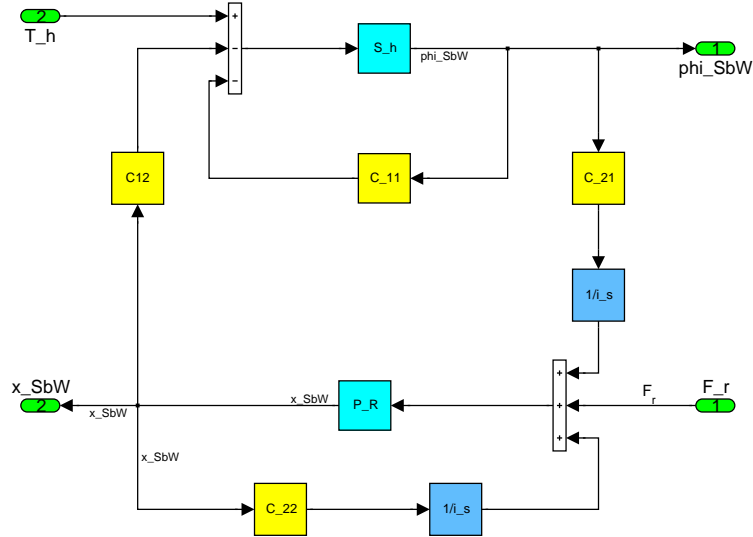 2
T_h
+
−
−
S_h
phi_SbW
1
phi_SbW
C12
C_11
C_21
1/i_s
x_SbW
2
x_SbW
x_SbW
P_R
+
+
+
F_r
F_r
1
x_SbW
C_22
1/i_s